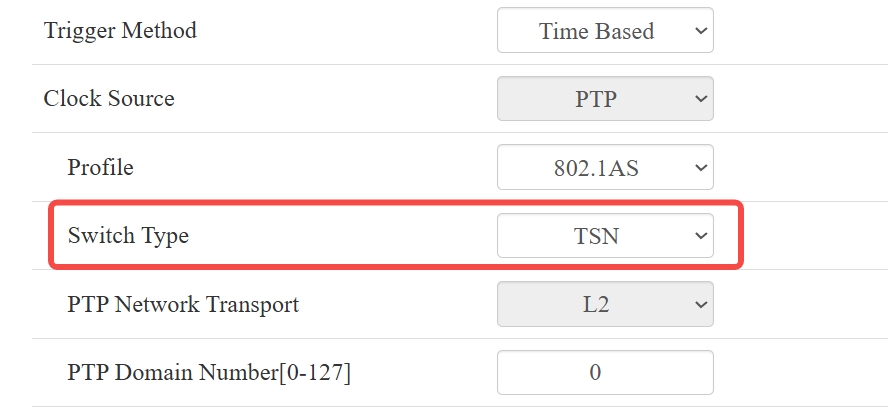 Trigger Method Time Based
Clock Source PTP
Profile 802.1AS
Switch Type TSN
PTP Network Transport L2
PTP Domain Number[0-127] 0